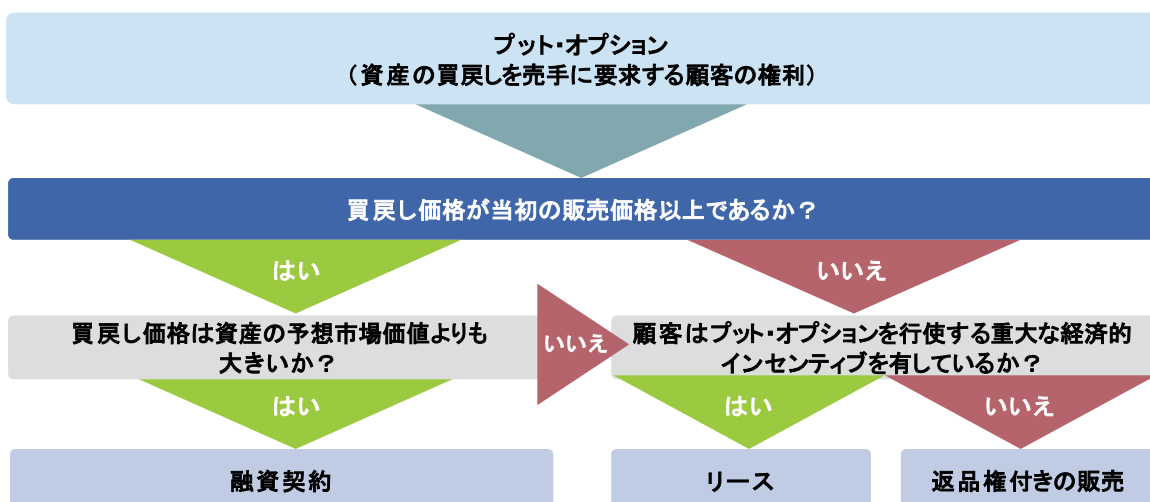 プット・オプション
（資産の買戻しを売手に要求する顧客の権利）
買戻し価格が当初の販売価格以上であるか？
はい
いいえ
買戻し価格は資産の予想市場価値よりも
大きいか？
いいえ
顧客はプット・オプションを行使する重大な経済的
インセンティブを有しているか？
はい
はい
いいえ
融資契約
リース
返品権付きの販売